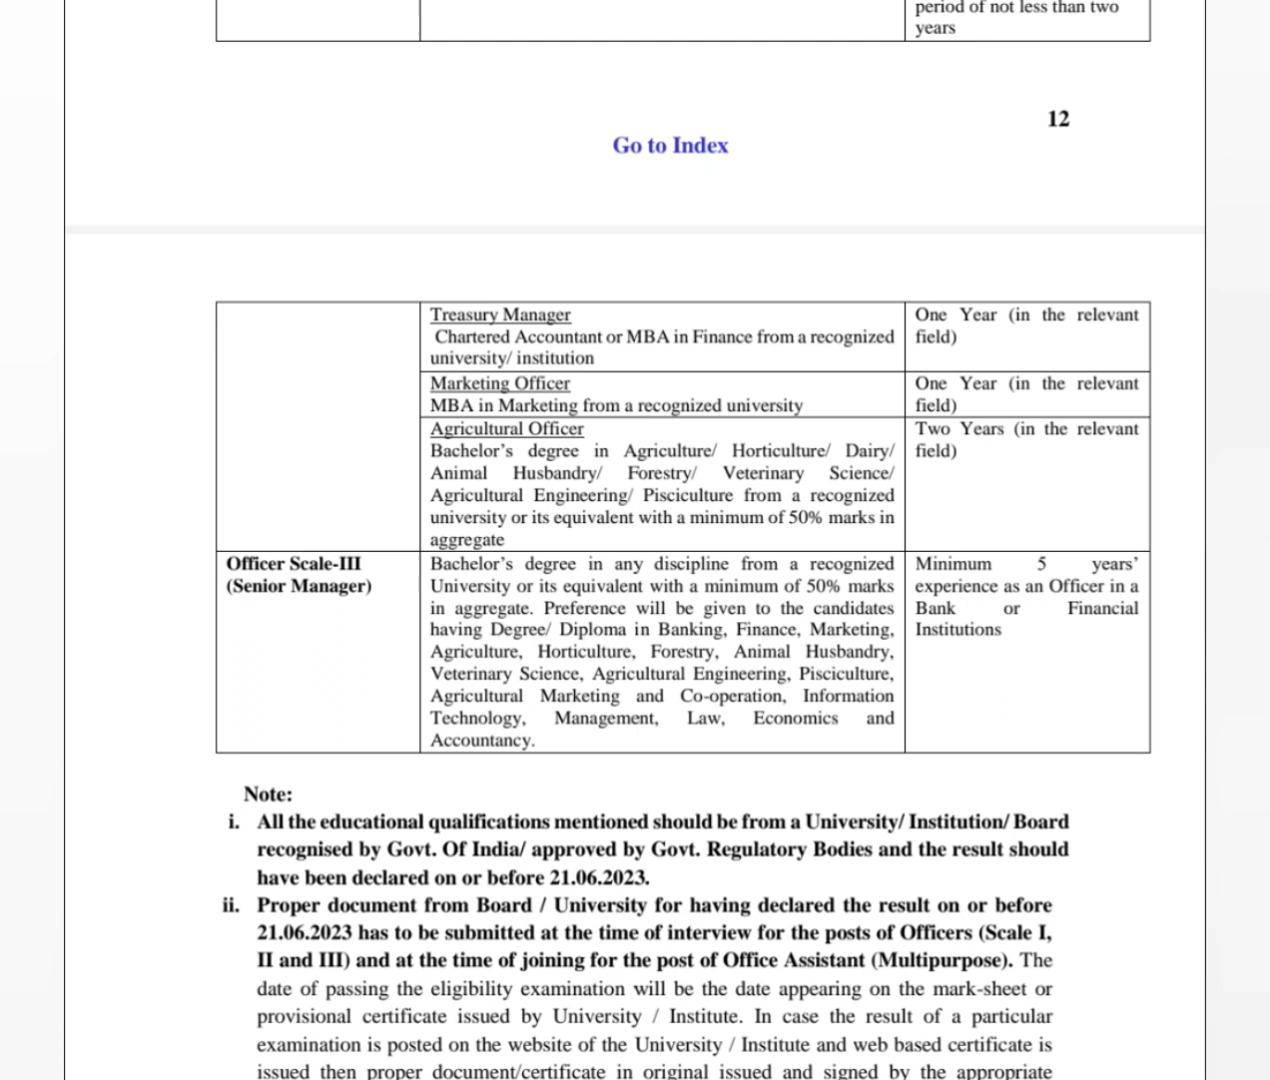 period of not less than two
years
12
Go to Index
Treasury Manager
Chartered Accountant or MBA in Finance from a recognized
university/ institution
One Year (in the relevant
field)
Marketing Officer
MBA in Marketing from a recognized university
One Year (in the relevant
field)
Agricultural Officer
Bachelor’s degree in Agriculture/ Horticulture/ Dairy/
Animal Husbandry/ Forestry/ Veterinary Science/
Agricultural Engineering/ Pisciculture from a recognized
university or its equivalent with a minimum of 50% marks in
aggregate
Two Years (in the relevant
field)
Officer Scale-III
(Senior Manager)
Bachelor’s degree in any discipline from a recognized
University or its equivalent with a minimum of 50% marks
in aggregate. Preference will be given to the candidates
having Degree/ Diploma in Banking, Finance, Marketing,
Agriculture, Horticulture, Forestry, Animal Husbandry,
Veterinary Science, Agricultural Engineering, Pisciculture,
Agricultural Marketing and Co-operation, Information
Technology, Management, Law, Economics and
Accountancy.
Minimum 5 years’
experience as an Officer in a
Bank or Financial
Institutions
Note:
i. All the educational qualifications mentioned should be from a University/ Institution/ Board
recognised by Govt. Of India/ approved by Govt. Regulatory Bodies and the result should
have been declared on or before 21.06.2023.
ii. Proper document from Board / University for having declared the result on or before
21.06.2023 has to be submitted at the time of interview for the posts of Officers (Scale I,
II and III) and at the time of joining for the post of Office Assistant (Multipurpose). The
date of passing the eligibility examination will be the date appearing on the mark-sheet or
provisional certificate issued by University / Institute. In case the result of a particular
examination is posted on the website of the University / Institute and web based certificate is
issued then proper document/certificate in original issued and signed by the appropriate